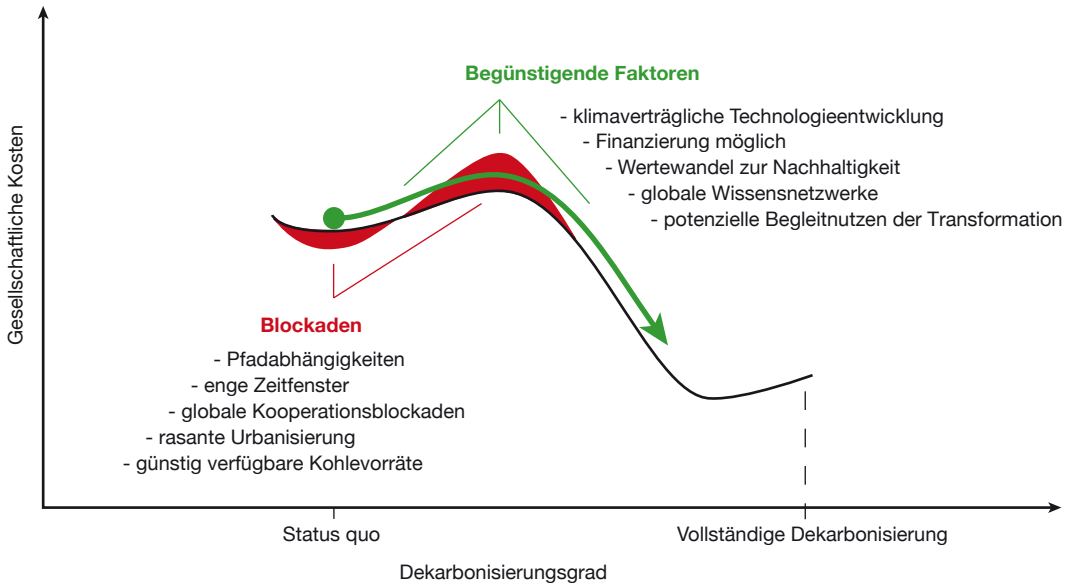 Gesellschaftliche Kosten
Begünstigende Faktoren
- klimaverträgliche Technologieentwicklung
- Finanzierung möglich
- Wertewandel zur Nachhaltigkeit
- globale Wissensnetzwerke
- potenzielle Begleitnutzen der Transformation
Blockaden
- Pfadabhängigkeiten
- enge Zeitfenster
- globale Kooperationsblockaden
- rasante Urbanisierung
- günstig verfügbare Kohlevorräte
Status quo
Vollständige Dekarbonisierung
Dekarbonisierungsgrad